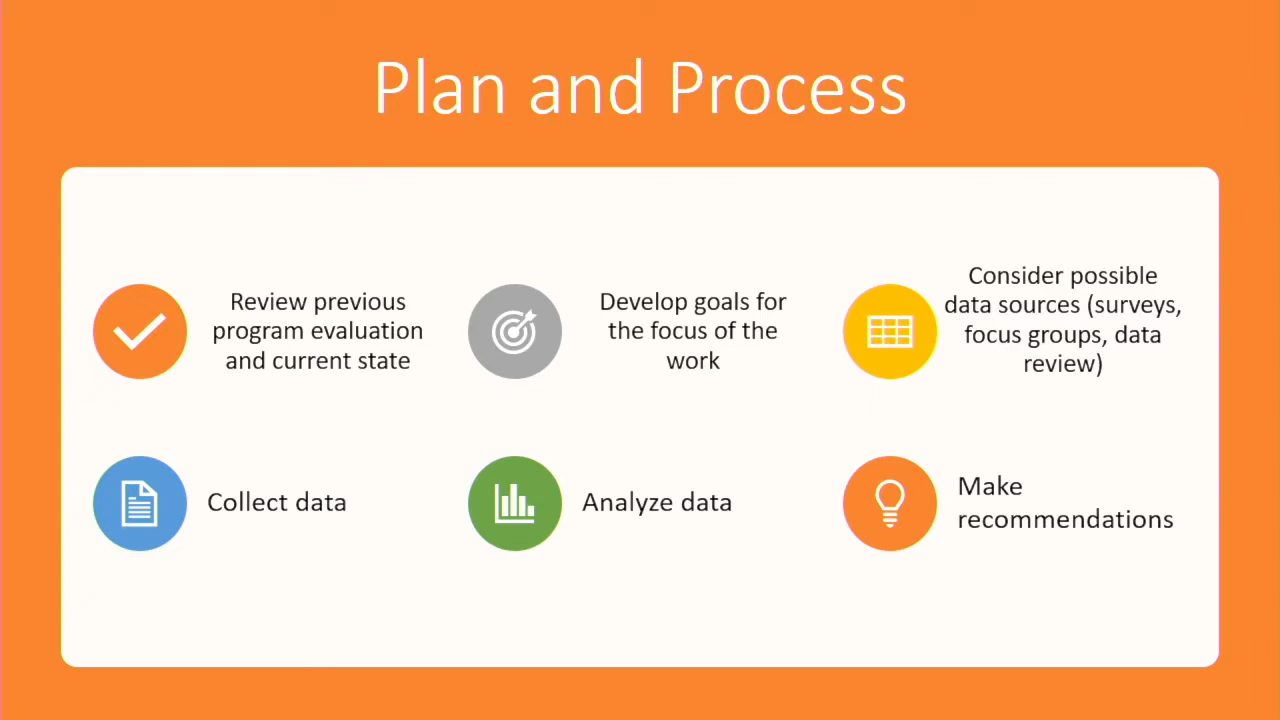 Plan and Process
Review previous
program evaluation
and current state
Develop goals for
the focus of the
work
Consider possible
data sources (surveys,
focus groups, data
review)
Collect data
Analyze data
Make
recommendations